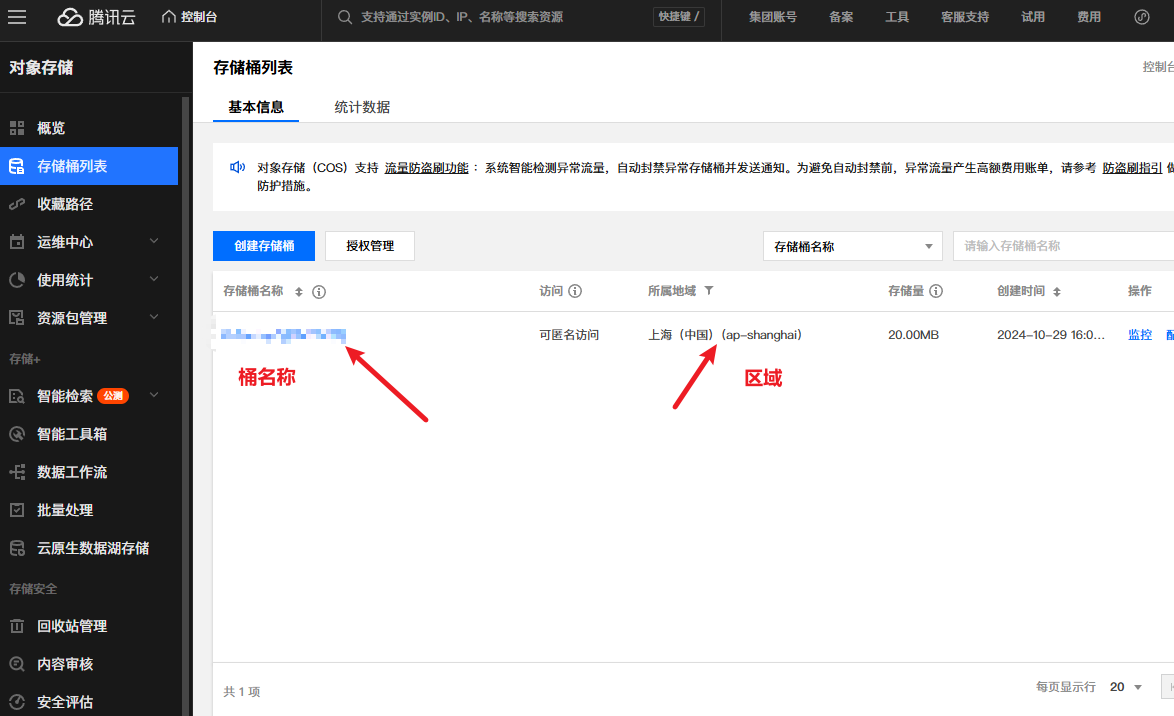 腾讯云
控制台
支持通过实例ID、IP、名称等搜索资源
快捷键 /
集团账号
备案
工具
客服支持
试用
费用
对象存储
概览
存储桶列表
收藏路径
运维中心
使用统计
资源包管理
存储+
智能检索 公测
智能工具箱
数据工作流
批量处理
云原生数据湖存储
存储安全
回收站管理
内容审核
安全评估
存储桶列表
控制台
基本信息
统计数据
对象存储（COS）支持 流量防盗刷功能 ：系统智能检测异常流量，自动封禁异常存储桶并发送通知。为避免自动封禁前，异常流量产生高额费用账单，请参考 防盗刷指引
防护措施。
创建存储桶
授权管理
存储桶名称
请输入存储桶名称
存储桶名称
访问
所属地域
存储量
创建时间
操作
可匿名访问
上海（中国）(ap-shanghai)
20.00MB
2024-10-29 16:0...
监控
桶名称
区域
共 1 项
每页显示行
20